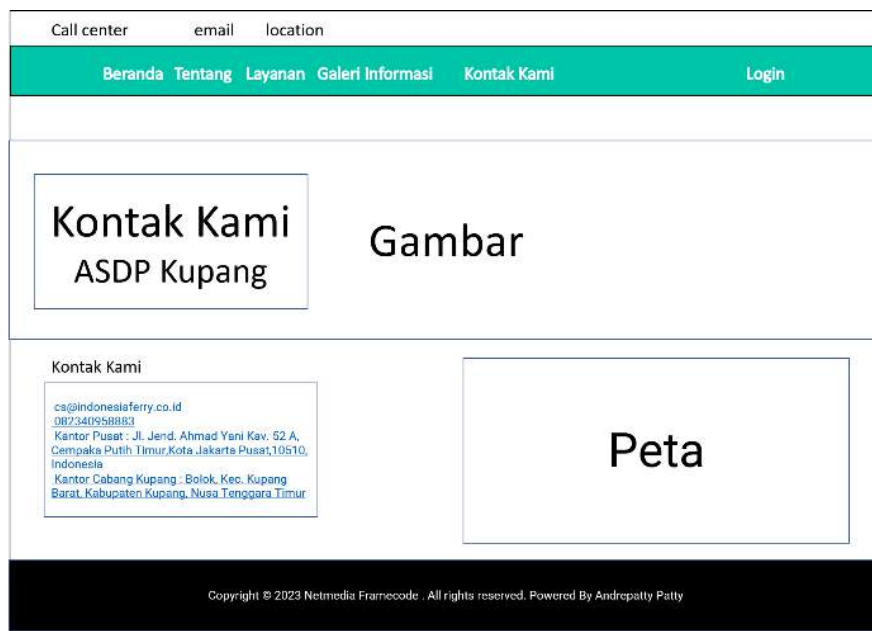 Call center email location
Beranda Tentang Layanan Galeri Informasi Kontak Kami Login
Kontak Kami
ASDP Kupang
Gambar
Kontak Kami
cs@indonesiaferry.co.id
082340958883
Kantor Pusat : Jl. Jend. Ahmad Yani Kav. 52 A,
Cempaka Putih Timur,Kota Jakarta Pusat,10510,
Indonesia
Kantor Cabang Kupang : Bolok, Kec. Kupang
Barat, Kabupaten Kupang, Nusa Tenggara Timur
Peta
Copyright © 2023 Netmedia Framecode . All rights reserved. Powered By Andrepatty Patty